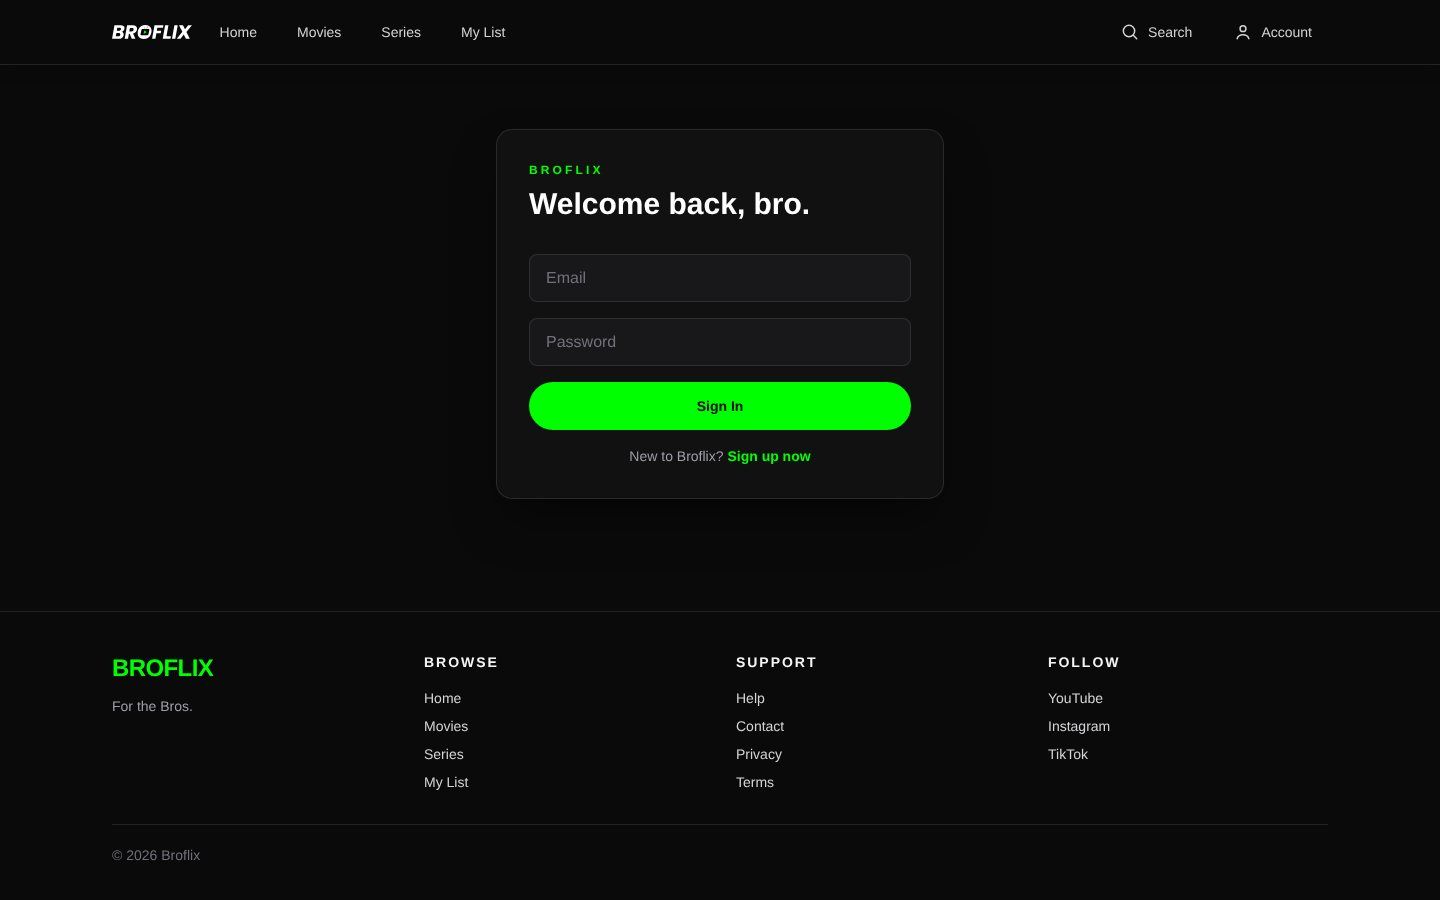 BROFLIX
Home
Movies
Series
My List
Search
Account
BROFLIX
Welcome back, bro.
Email
Password
Sign In
New to Broflix? Sign up now
BROFLIX
For the Bros.
BROWSE
Home
Movies
Series
My List
SUPPORT
Help
Contact
Privacy
Terms
FOLLOW
YouTube
Instagram
TikTok
© 2026 Broflix